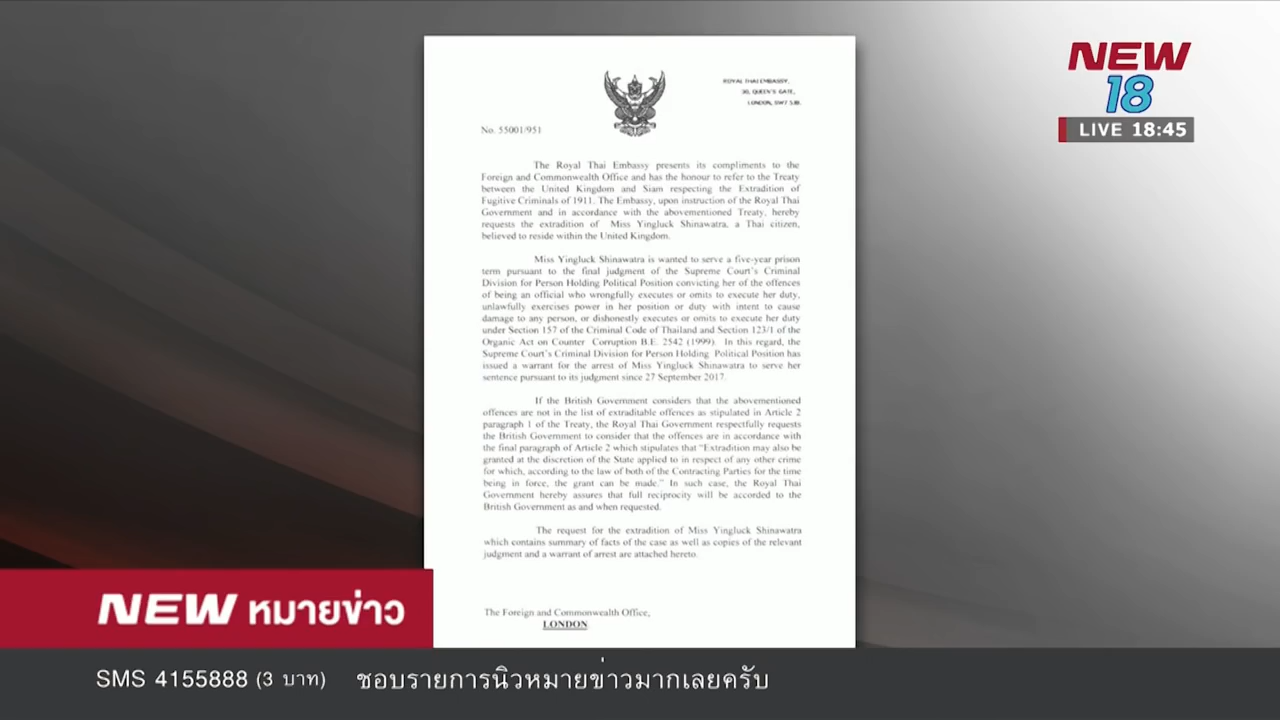 NEW
18
LIVE 18:45
ROYAL THAI EMBASSY,
30, QUEEN'S GATE,
LONDON, SW7 5JB.
No. 55001/951
The Royal Thai Embassy presents its compliments to the
Foreign and Commonwealth Office and has the honour to refer to the Treaty
between the United Kingdom and Siam respecting the Extradition of
Fugitive Criminals of 1911. The Embassy, upon instruction of the Royal Thai
Government and in accordance with the abovementioned Treaty, hereby
requests the extradition of Miss Yingluck Shinawatra, a Thai citizen,
believed to reside within the United Kingdom.
Miss Yingluck Shinawatra is wanted to serve a five-year prison
term pursuant to the final judgment of the Supreme Court's Criminal
Division for Person Holding Political Position convicting her of the offences
of being an official who wrongfully executes or omits to execute her duty,
unlawfully exercises power in her position or duty with intent to cause
damage to any person, or dishonestly executes or omits to execute her duty
under Section 157 of the Criminal Code of Thailand and Section 123/1 of the
Organic Act on Counter Corruption B.E. 2542 (1999). In this regard, the
Supreme Court's Criminal Division for Person Holding Political Position has
issued a warrant for the arrest of Miss Yingluck Shinawatra to serve her
sentence pursuant to its judgment since 27 September 2017.
If the British Government considers that the abovementioned
offences are not in the list of extraditable offences as stipulated in Article 2
paragraph 1 of the Treaty, the Royal Thai Government respectfully requests
the British Government to consider that the offences are in accordance with
the final paragraph of Article 2 which stipulates that "Extradition may also be
granted at the discretion of the State applied to in respect of any other crime
for which, according to the law of both of the Contracting Parties for the time
being in force, the grant can be made." In such case, the Royal Thai
Government hereby assures that full reciprocity will be accorded to the
British Government as and when requested.
The request for the extradition of Miss Yingluck Shinawatra
which contains summary of facts of the case as well as copies of the relevant
judgment and a warrant of arrest are attached hereto.
The Foreign and Commonwealth Office,
LONDON
NEW หมายข่าว
SMS 4155888 (3 บาท) ชอบรายการนิวหมายข่าวมากเลยครับ